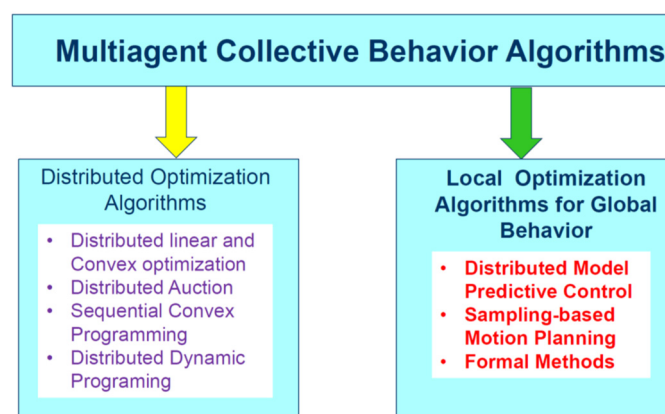 Multiagent Collective Behavior Algorithms
Distributed Optimization
Algorithms
• Distributed linear and
Convex optimization
• Distributed Auction
• Sequential Convex
Programming
• Distributed Dynamic
Programing
Local Optimization
Algorithms for Global
Behavior
• Distributed Model
Predictive Control
• Sampling-based
Motion Planning
• Formal Methods